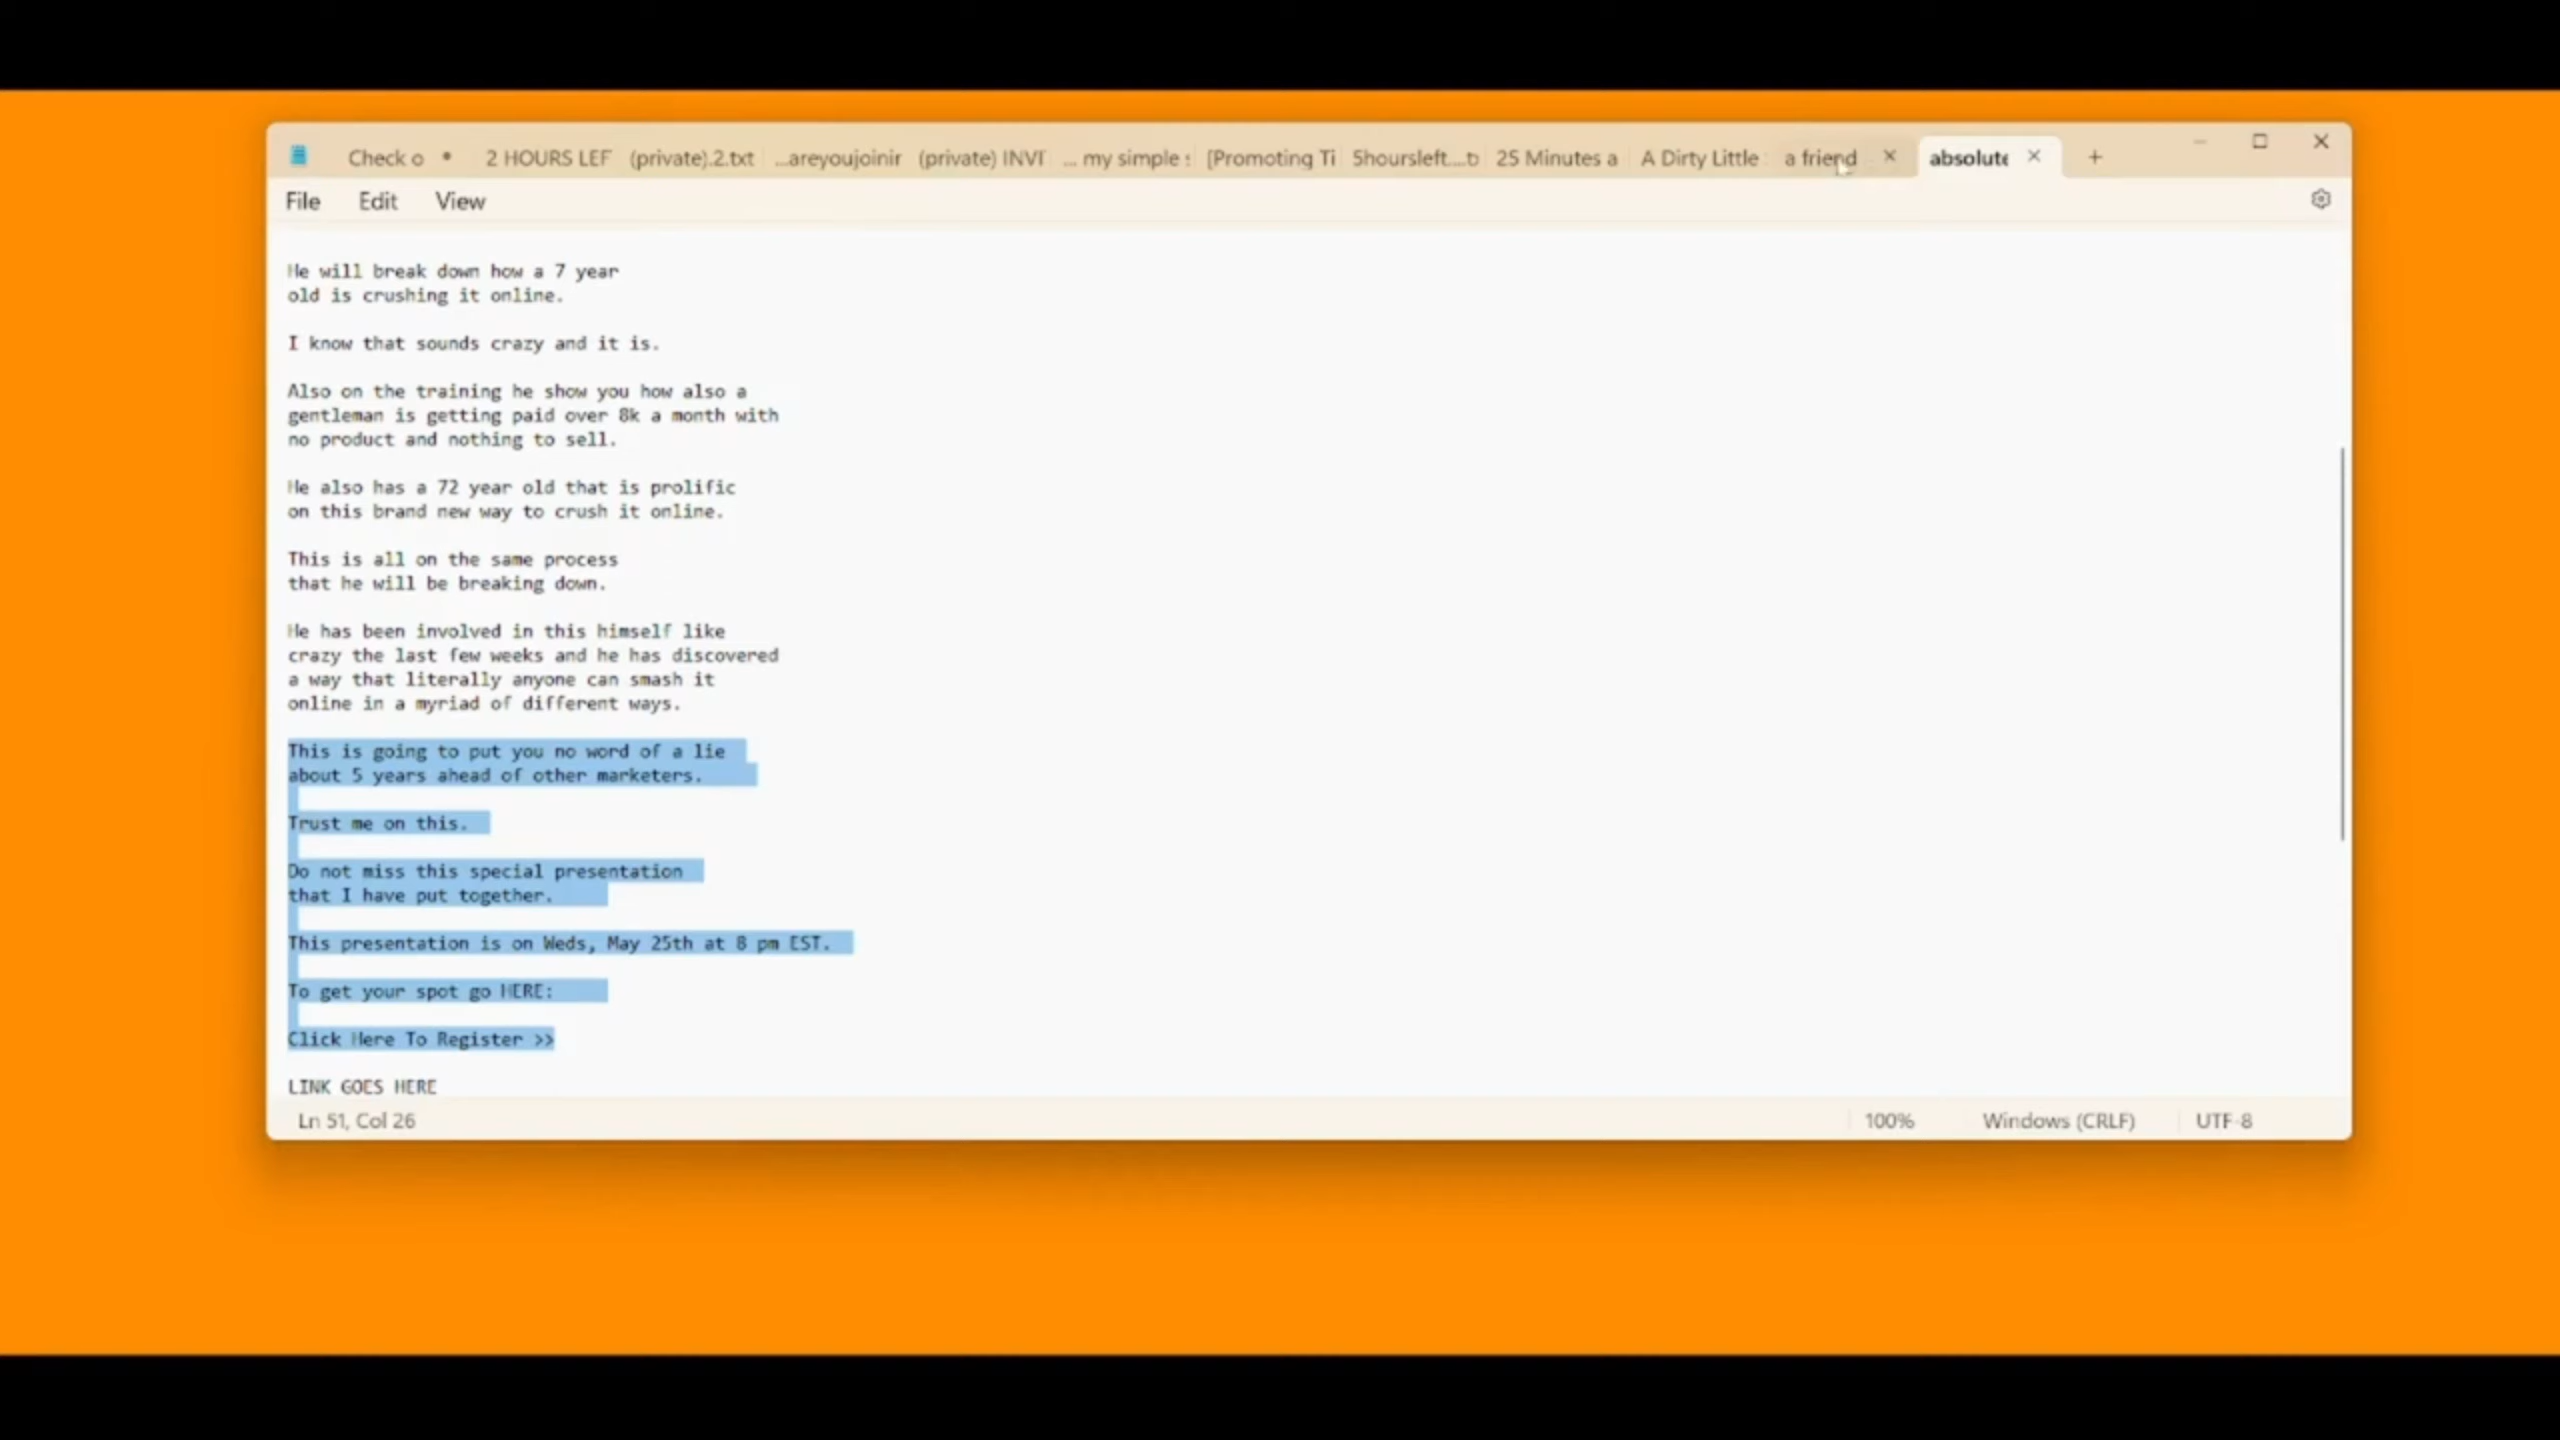 Check o
2 HOURS LEF
(private).2.txt
...areyoujoinir
(private) INVI
... my simple
[Promoting Ti
5hoursleft....b
25 Minutes a
A Dirty Little
a friend
absolute
File Edit View
He will break down how a 7 year
old is crushing it online.
I know that sounds crazy and it is.
Also on the training he show you how also a
gentleman is getting paid over 8k a month with
no product and nothing to sell.
He also has a 72 year old that is prolific
on this brand new way to crush it online.
This is all on the same process
that he will be breaking down.
He has been involved in this himself like
crazy the last few weeks and he has discovered
a way that literally anyone can smash it
online in a myriad of different ways.
This is going to put you no word of a lie
about 5 years ahead of other marketers.
Trust me on this.
Do not miss this special presentation
that I have put together.
This presentation is on Weds, May 25th at 8 pm EST.
To get your spot go HERE:
Click Here To Register >>
LINK GOES HERE
Ln 51, Col 26
100%
Windows (CRLF)
UTF-8